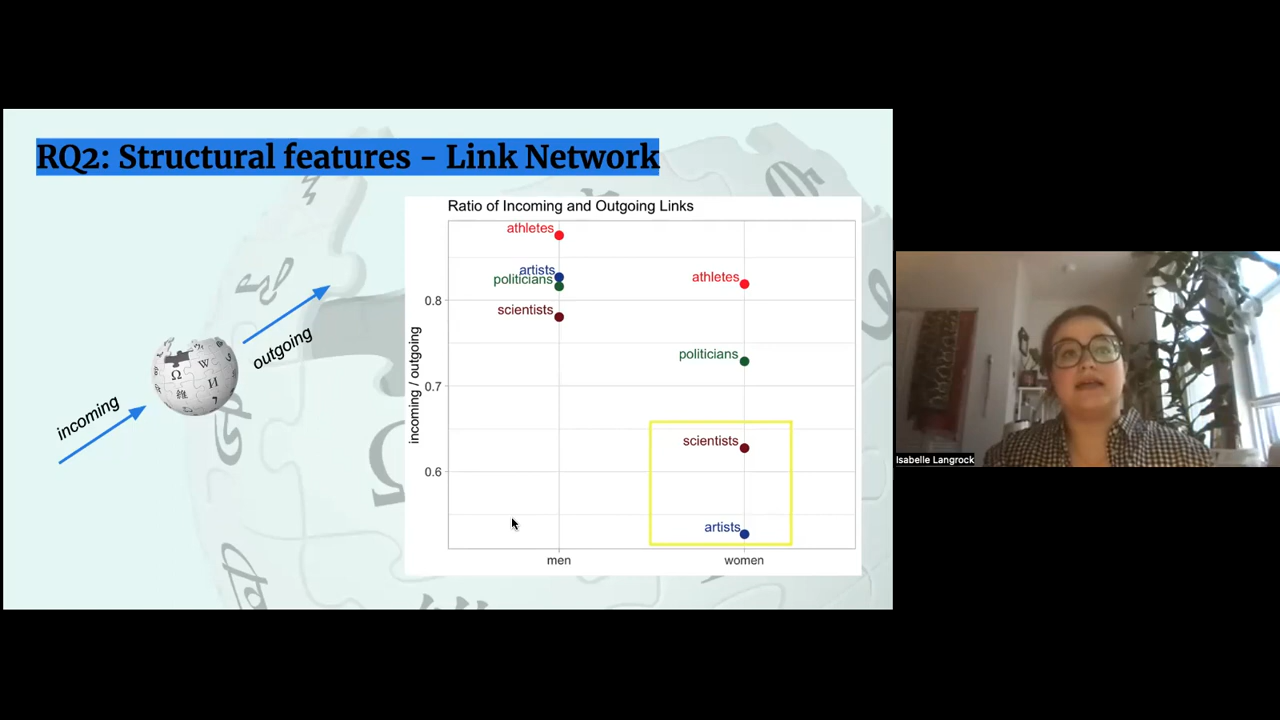 RQ2: Structural features - Link Network
incoming
outgoing
Ratio of Incoming and Outgoing Links
incoming / outgoing
0.8
0.7
0.6
athletes
artists
politicians
scientists
athletes
politicians
scientists
artists
men
women
Isabelle Langrock